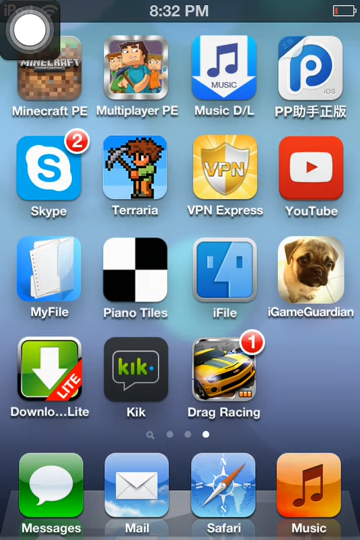 iPod
8:32 PM
MINECRAFT
Minecraft PE
Multiplayer PE
MUSIC
Music D/L
iOS
PP助手正版
2
Skype
Terraria
VPN
VPN Express
YouTube
MyFile
Piano Tiles
iFile
iGameGuardian
LITE
Downlo...Lite
kik
Kik
1
Drag Racing
Messages
Mail
Safari
Music